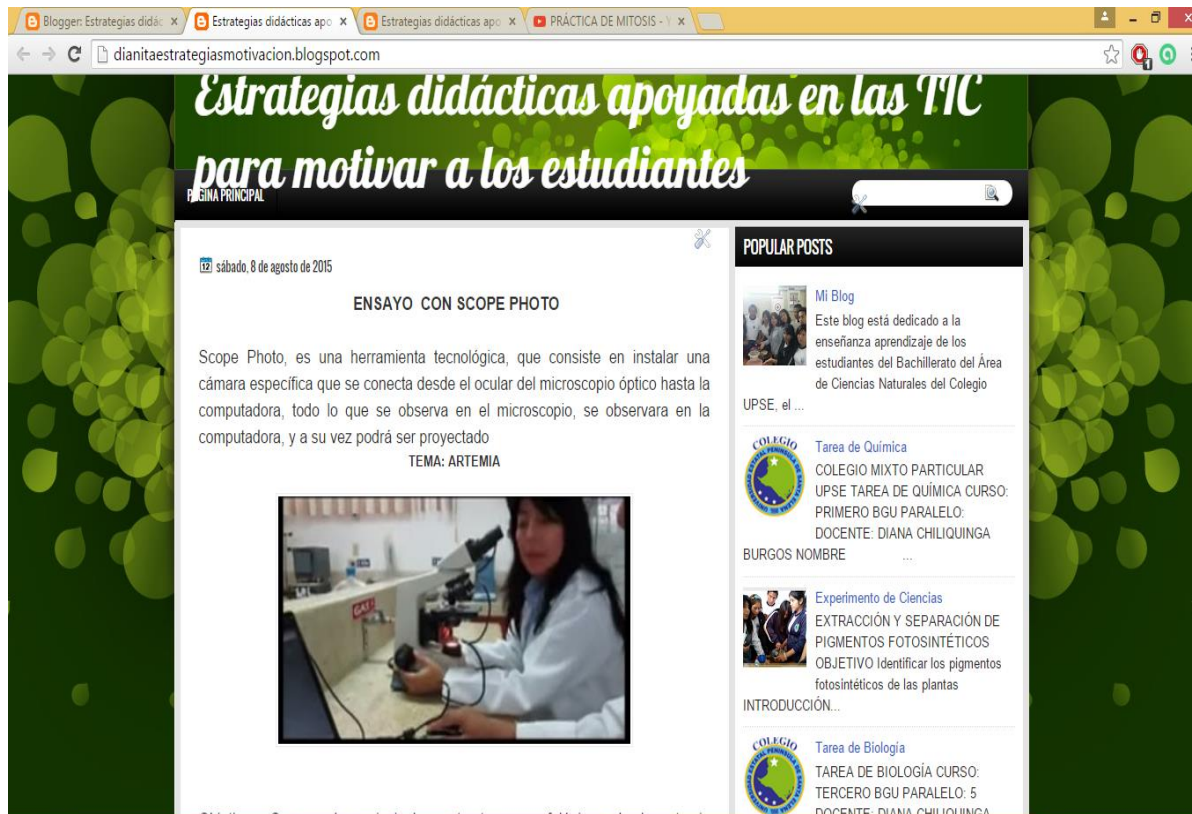 Blogger: Estrategias didác
Estrategias didácticas apo
Estrategias didácticas apo
PRÁCTICA DE MITOSIS - Y
dianitaestrategiasmotivacion.blogspot.com
Estrategias didácticas apoyadas en las TIC
para motivar a los estudiantes
PÁGINA PRINCIPAL
12 sábado, 8 de agosto de 2015
ENSAYO CON SCOPE PHOTO
Scope Photo, es una herramienta tecnológica, que consiste en instalar una
cámara específica que se conecta desde el ocular del microscopio óptico hasta la
computadora, todo lo que se observa en el microscopio, se observara en la
computadora, y a su vez podrá ser proyectado
TEMA: ARTEMIA
POPULAR POSTS
Mi Blog
Este blog está dedicado a la
enseñanza aprendizaje de los
estudiantes del Bachillerato del Área
de Ciencias Naturales del Colegio
UPSE, el ...
COLEGIO
Tarea de Química
COLEGIO MIXTO PARTICULAR
UPSE TAREA DE QUÍMICA CURSO:
PRIMERO BGU PARALELO:
DOCENTE: DIANA CHILIQUINGA
BURGOS NOMBRE ...
Experimento de Ciencias
EXTRACCIÓN Y SEPARACIÓN DE
PIGMENTOS FOTOSINTÉTICOS
OBJETIVO Identificar los pigmentos
fotosintéticos de las plantas
INTRODUCCIÓN...
COLEGIO
Tarea de Biología
TAREA DE BIOLOGÍA CURSO:
TERCERO BGU PARALELO: 5
DOCENTE: DIANA CHILIQUINGA